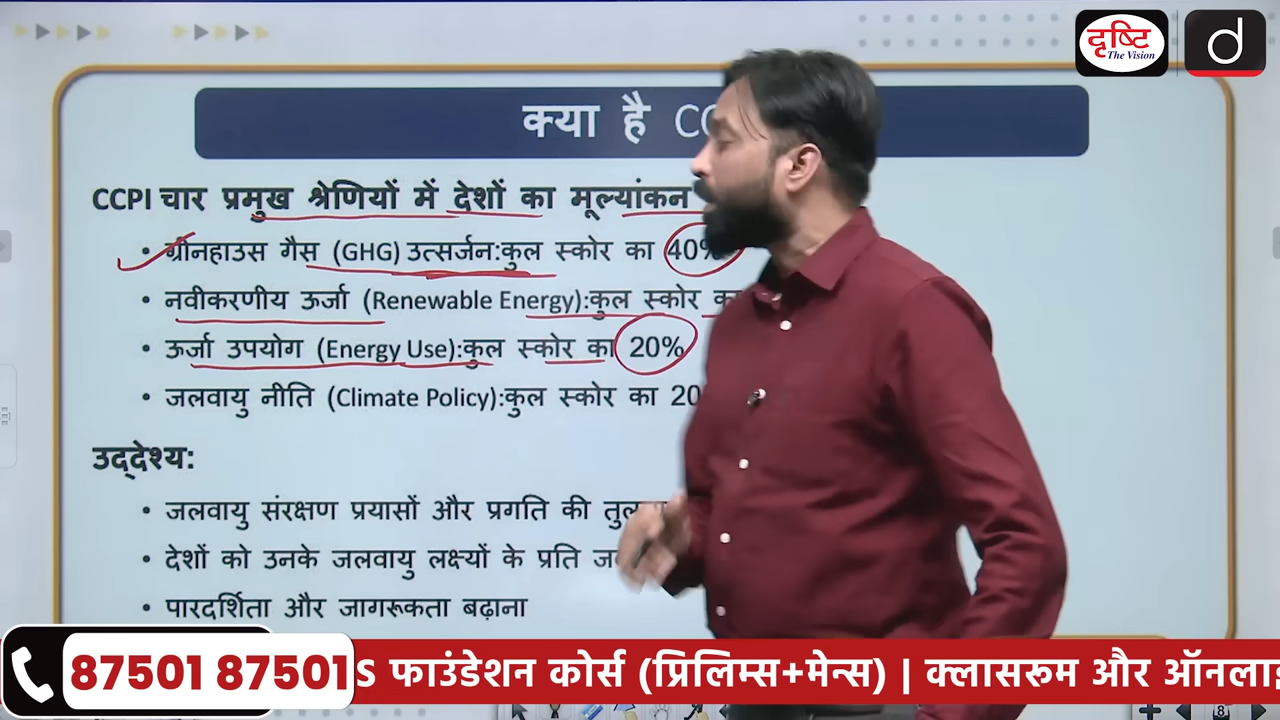 दृष्टि
The Vision
d
क्या है
CCPI चार प्रमुख श्रेणियों में देशों का मूल्यांकन
• ग्रीनहाउस गैस (GHG) उत्सर्जन:कुल स्कोर का 40%
• नवीकरणीय ऊर्जा (Renewable Energy):कुल स्कोर
• ऊर्जा उपयोग (Energy Use):कुल स्कोर का 20%
• जलवायु नीति (Climate Policy):कुल स्कोर का 20
उद्देश्य:
• जलवायु संरक्षण प्रयासों और प्रगति की
• देशों को उनके जलवायु लक्ष्यों के प्रति
• पारदर्शिता और जागरूकता बढ़ाना
87501 87501
S फाउंडेशन कोर्स (प्रिलिम्स+मेन्स) | क्लासरूम और
8